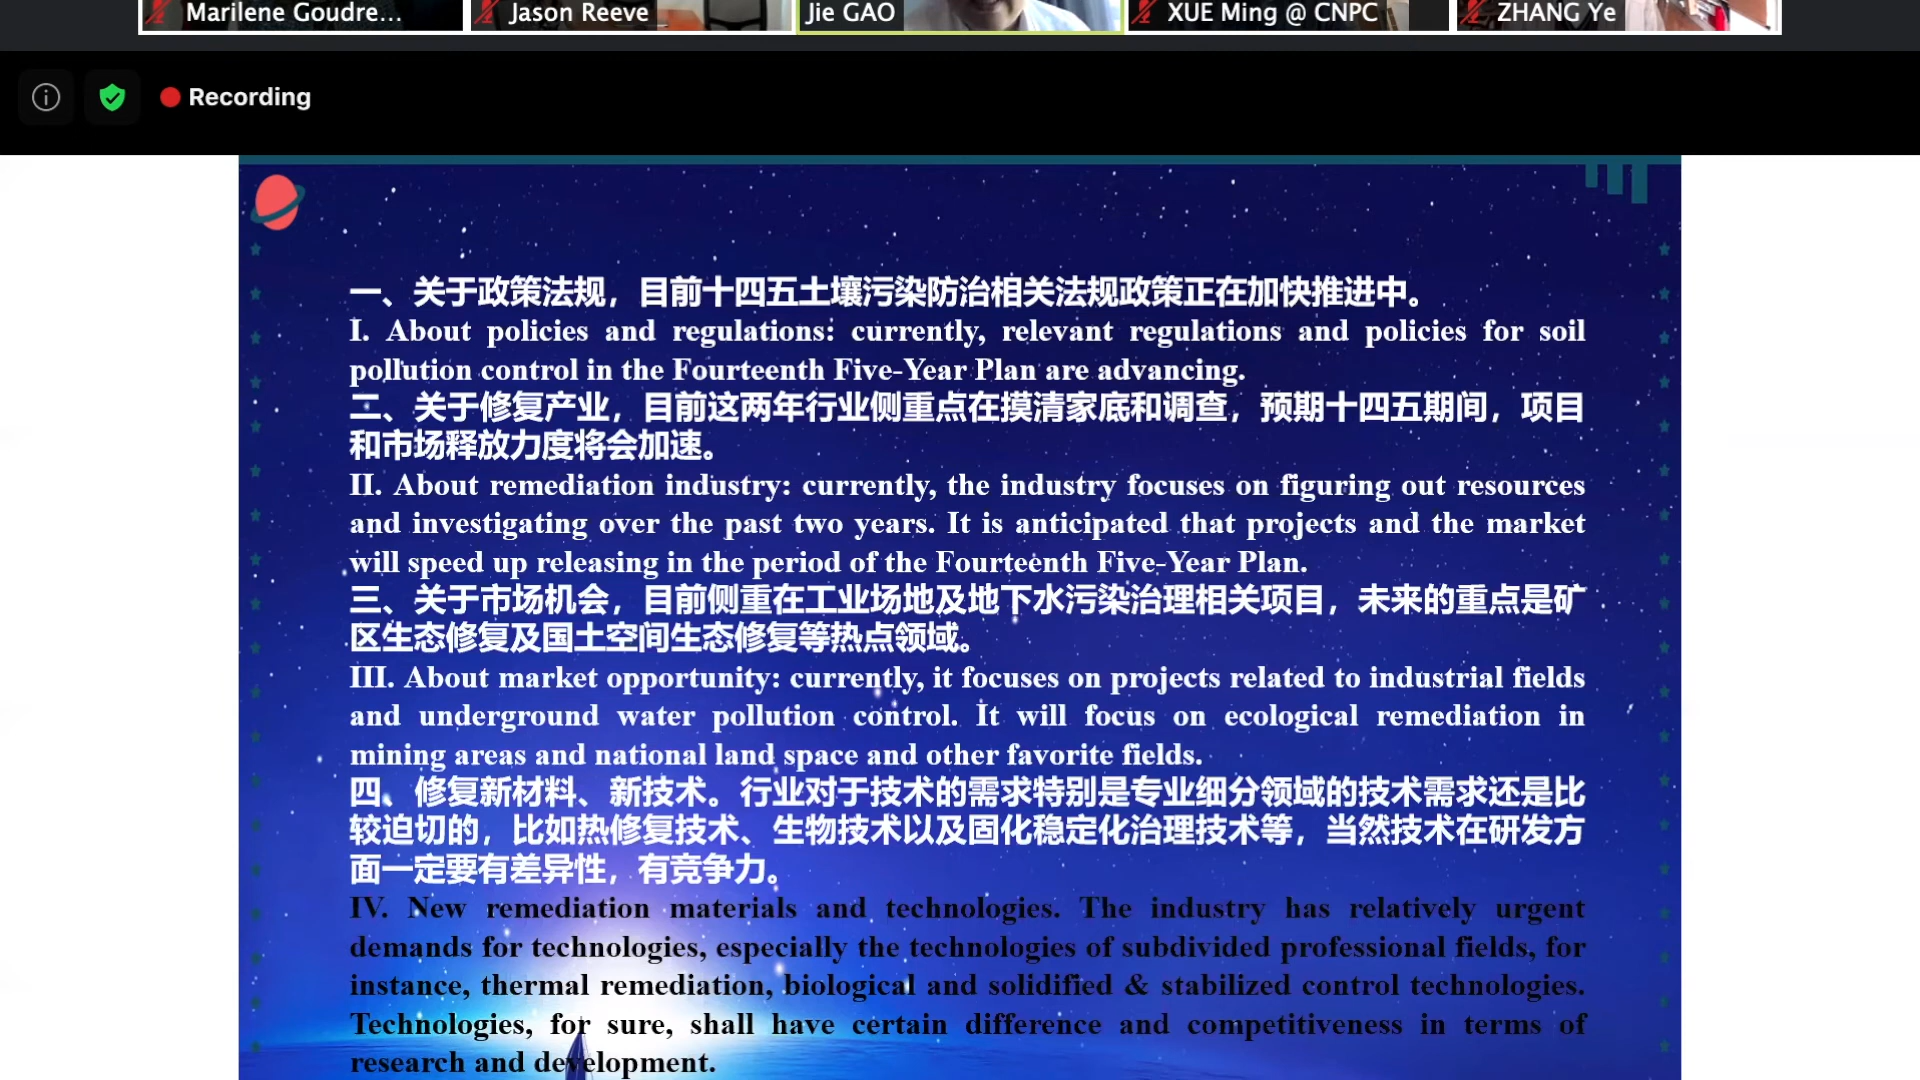 Marilene Goudre...
Jason Reeve
Jie GAO
XUE Ming @ CNPC
ZHANG Ye
Recording
一、关于政策法规，目前十四五土壤污染防治相关法规政策正在加快推进中。
I. About policies and regulations: currently, relevant regulations and policies for soil
pollution control in the Fourteenth Five-Year Plan are advancing.
二、关于修复产业，目前这两年行业侧重点在摸清家底和调查，预期十四五期间，项目
和市场释放力度将会加速。
II. About remediation industry: currently, the industry focuses on figuring out resources
and investigating over the past two years. It is anticipated that projects and the market
will speed up releasing in the period of the Fourteenth Five-Year Plan.
三、关于市场机会，目前侧重在工业场地及地下水污染治理相关项目，未来的重点是矿
区生态修复及国土空间生态修复等热点领域。
III. About market opportunity: currently, it focuses on projects related to industrial fields
and underground water pollution control. It will focus on ecological remediation in
mining areas and national land space and other favorite fields.
四、修复新材料、新技术。行业对于技术的需求特别是专业细分领域的技术需求还是比
较迫切的，比如热修复技术、生物技术以及固化稳定化治理技术等，当然技术在研发方
面一定要有差异性，有竞争力。
IV. New remediation materials and technologies. The industry has relatively urgent
demands for technologies, especially the technologies of subdivided professional fields, for
instance, thermal remediation, biological and solidified & stabilized control technologies.
Technologies, for sure, shall have certain difference and competitiveness in terms of
research and development.